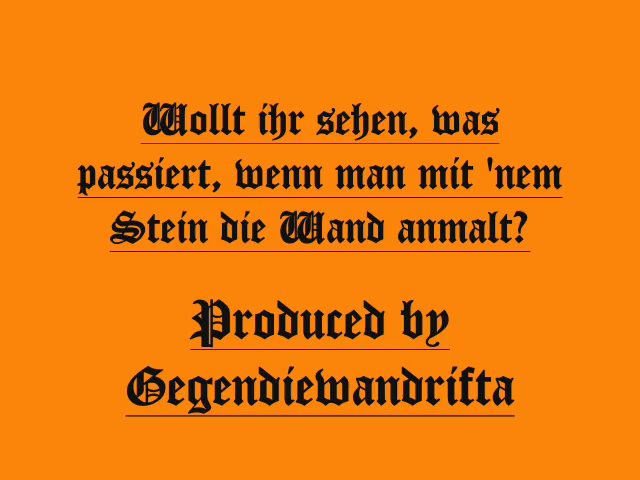 Wollt ihr sehen, was
passiert, wenn man mit 'nem
Stein die Wand anmalt?
Produced by
Gegendiewandrifta